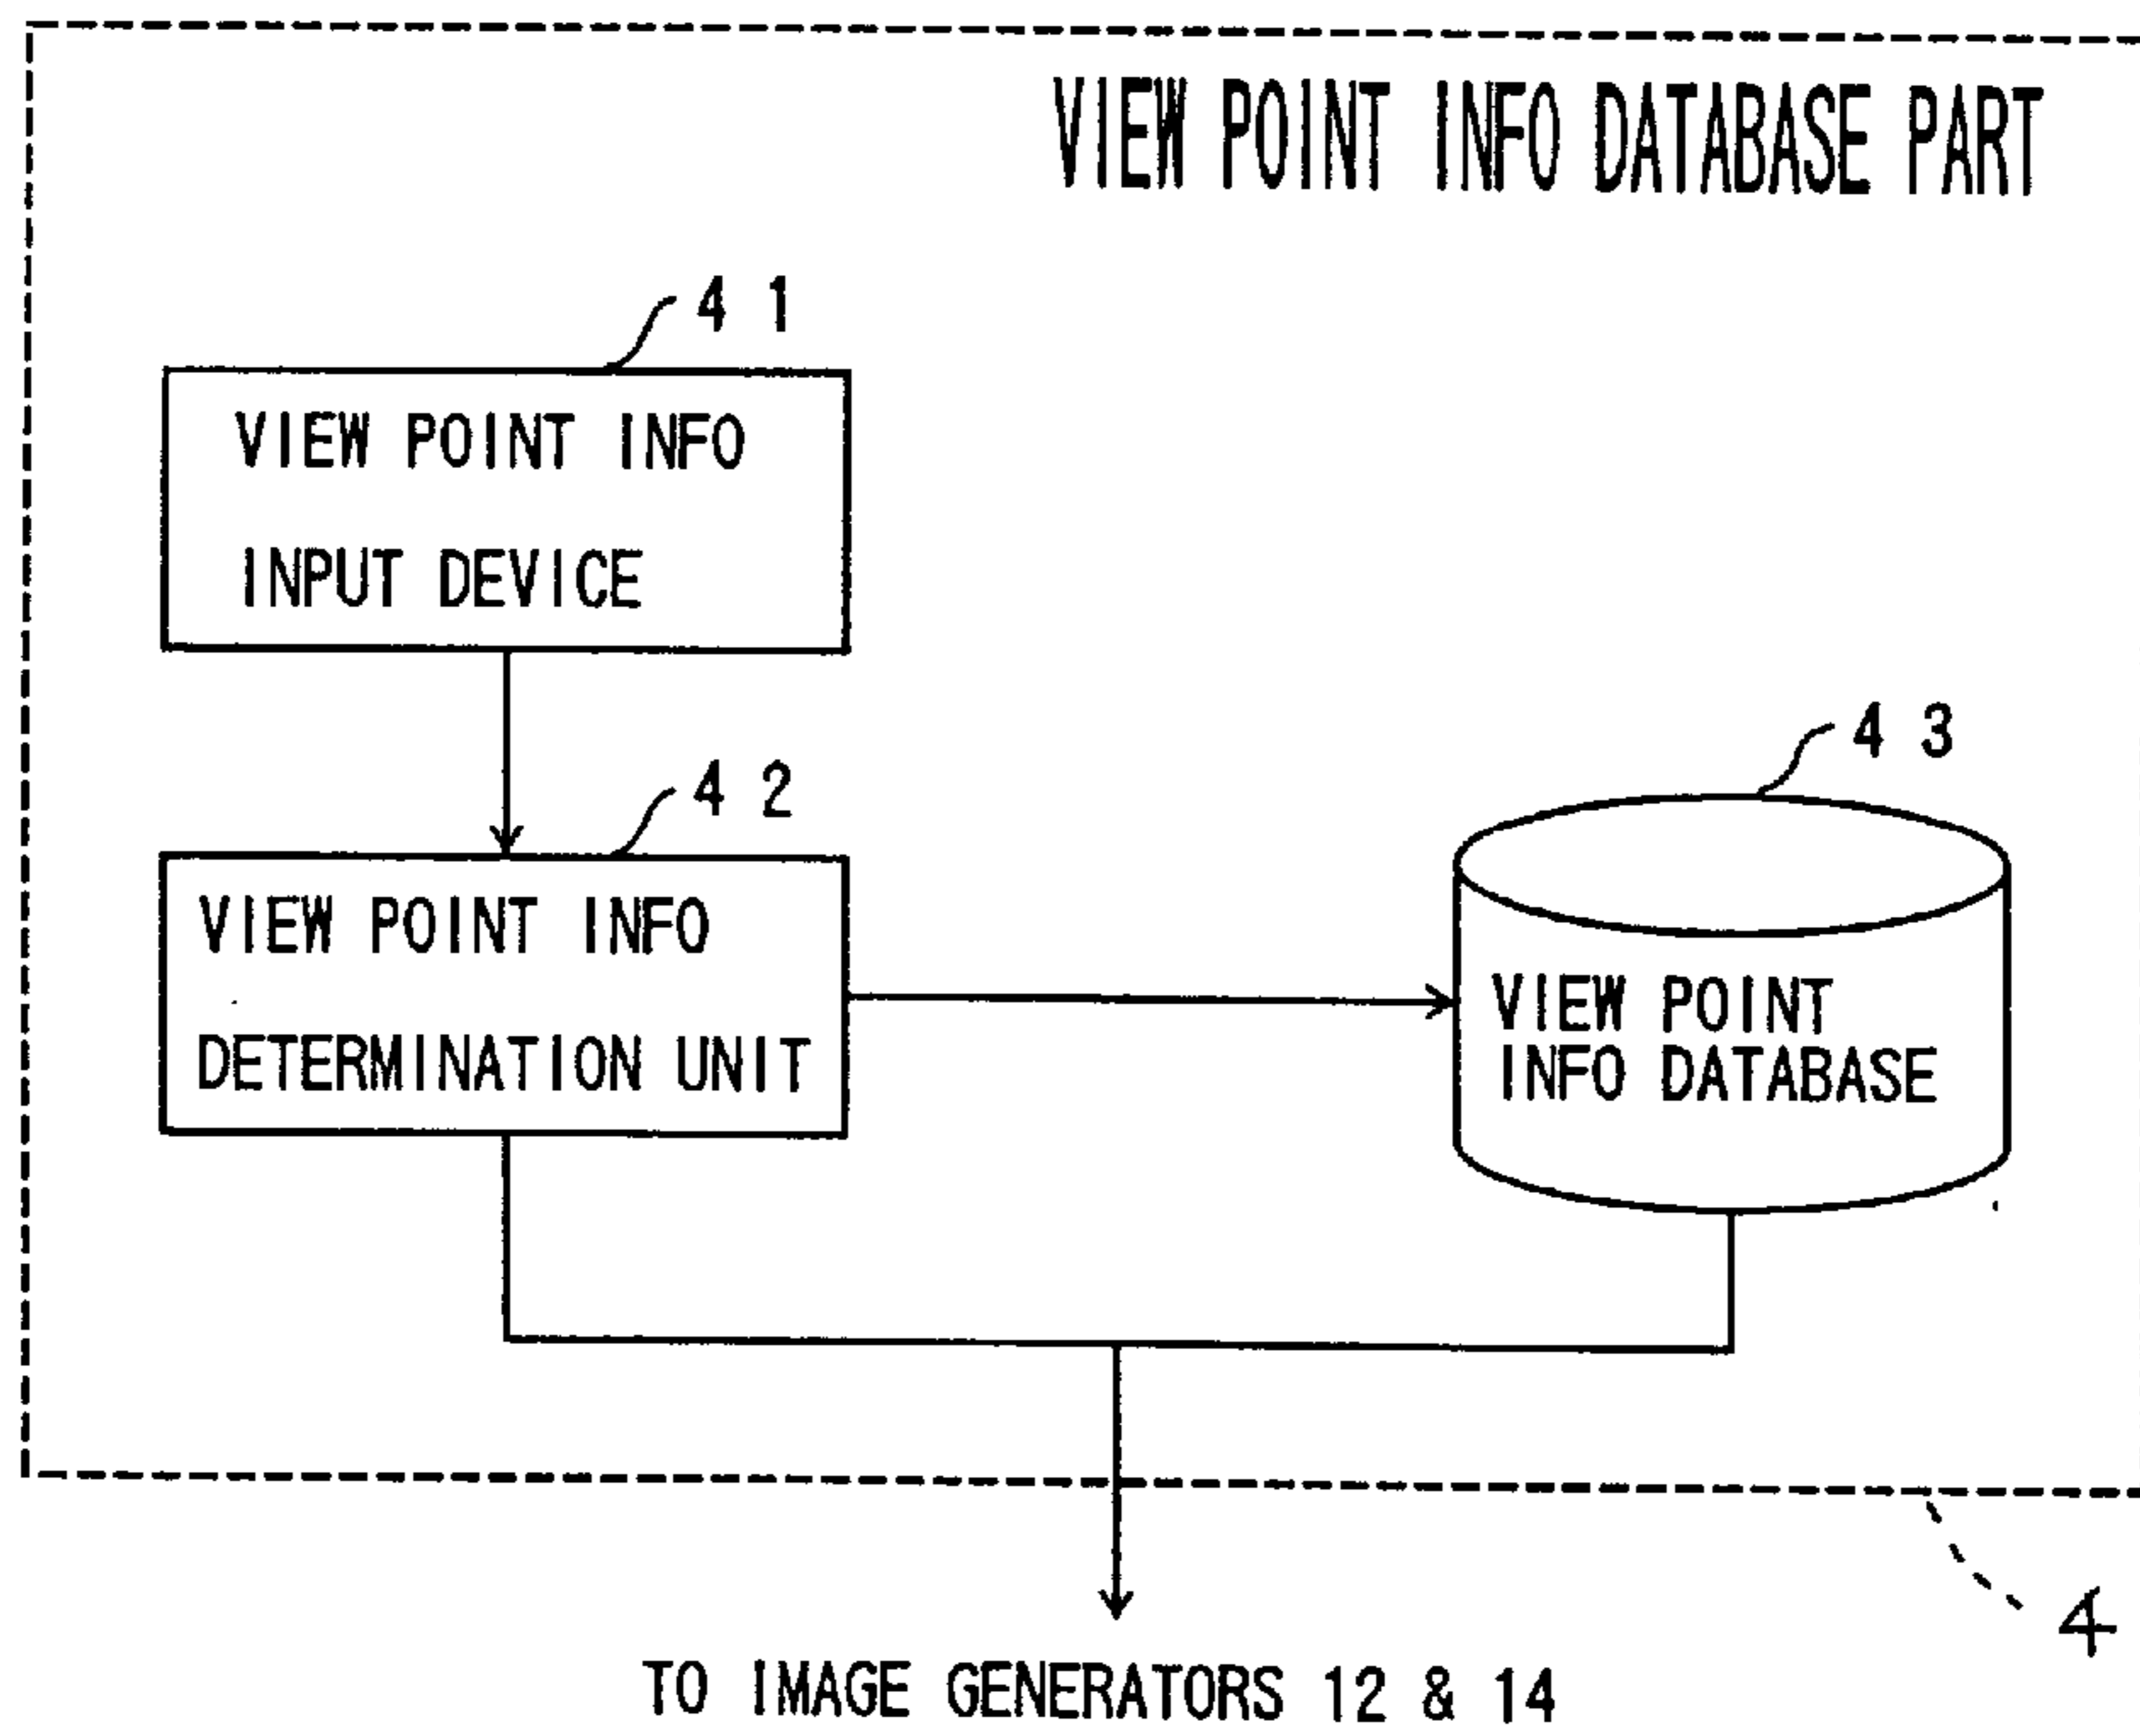 VIEW POINT INFO DATABASE PART
41
VIEW POINT INFO
INPUT DEVICE
42
VIEW POINT INFO
DETERMINATION UNIT
43
VIEW POINT
INFO DATABASE
4
TO IMAGE GENERATORS 12 & 14